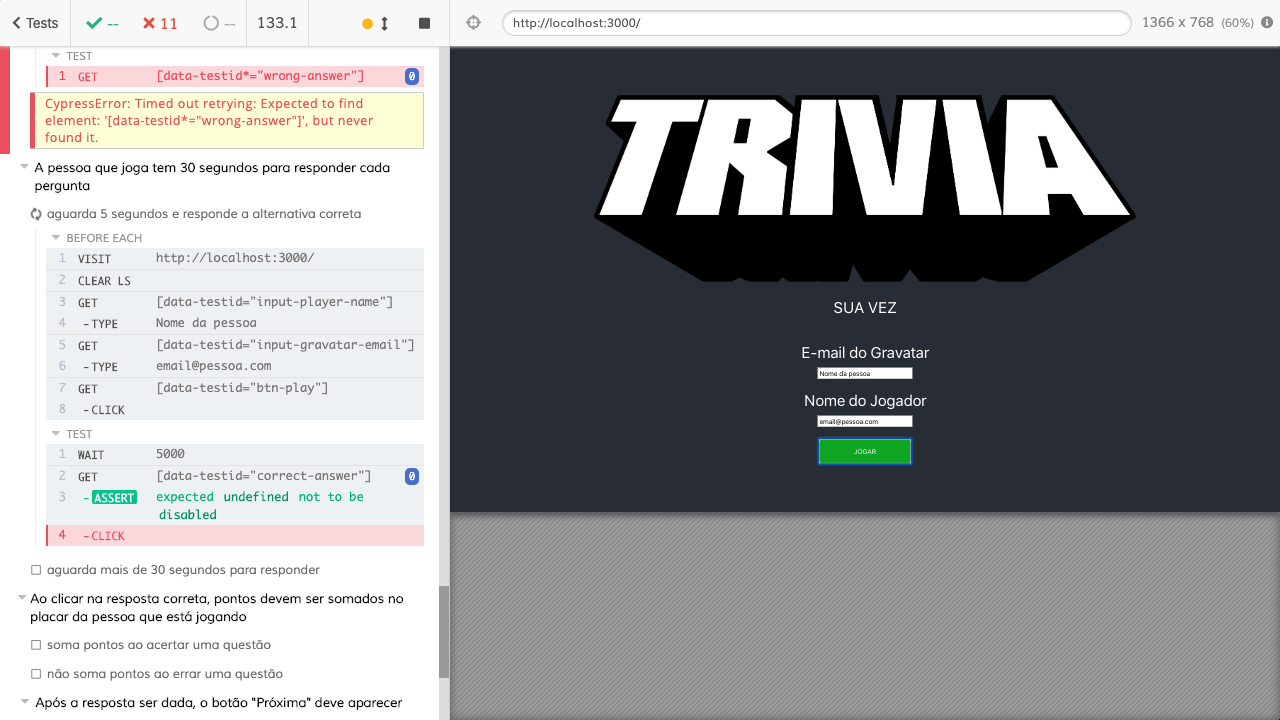 Tests
--
11
--
133.1
http://localhost:3000/
1366 x 768 (60%)
TEST
1 GET [data-testid*="wrong-answer"] 0
CypressError: Timed out retrying: Expected to find
element: '[data-testid*="wrong-answer"]', but never
found it.
A pessoa que joga tem 30 segundos para responder cada
pergunta
aguarda 5 segundos e responde a alternativa correta
BEFORE EACH
1 VISIT http://localhost:3000/
2 CLEAR LS
3 GET [data-testid="input-player-name"]
4 -TYPE Nome da pessoa
5 GET [data-testid="input-gravatar-email"]
6 -TYPE email@pessoa.com
7 GET [data-testid="btn-play"]
8 -CLICK
TEST
1 WAIT 5000
2 GET [data-testid="correct-answer"] 0
3 -ASSERT expected undefined not to be
disabled
4 -CLICK
aguarda mais de 30 segundos para responder
Ao clicar na resposta correta, pontos devem ser somados no
placar da pessoa que está jogando
soma pontos ao acertar uma questão
não soma pontos ao errar uma questão
Após a resposta ser dada, o botão "Próxima" deve aparecer
TRIVIA
SUA VEZ
E-mail do Gravatar
Nome da pessoa
Nome do Jogador
email@pessoa.com
JOGAR